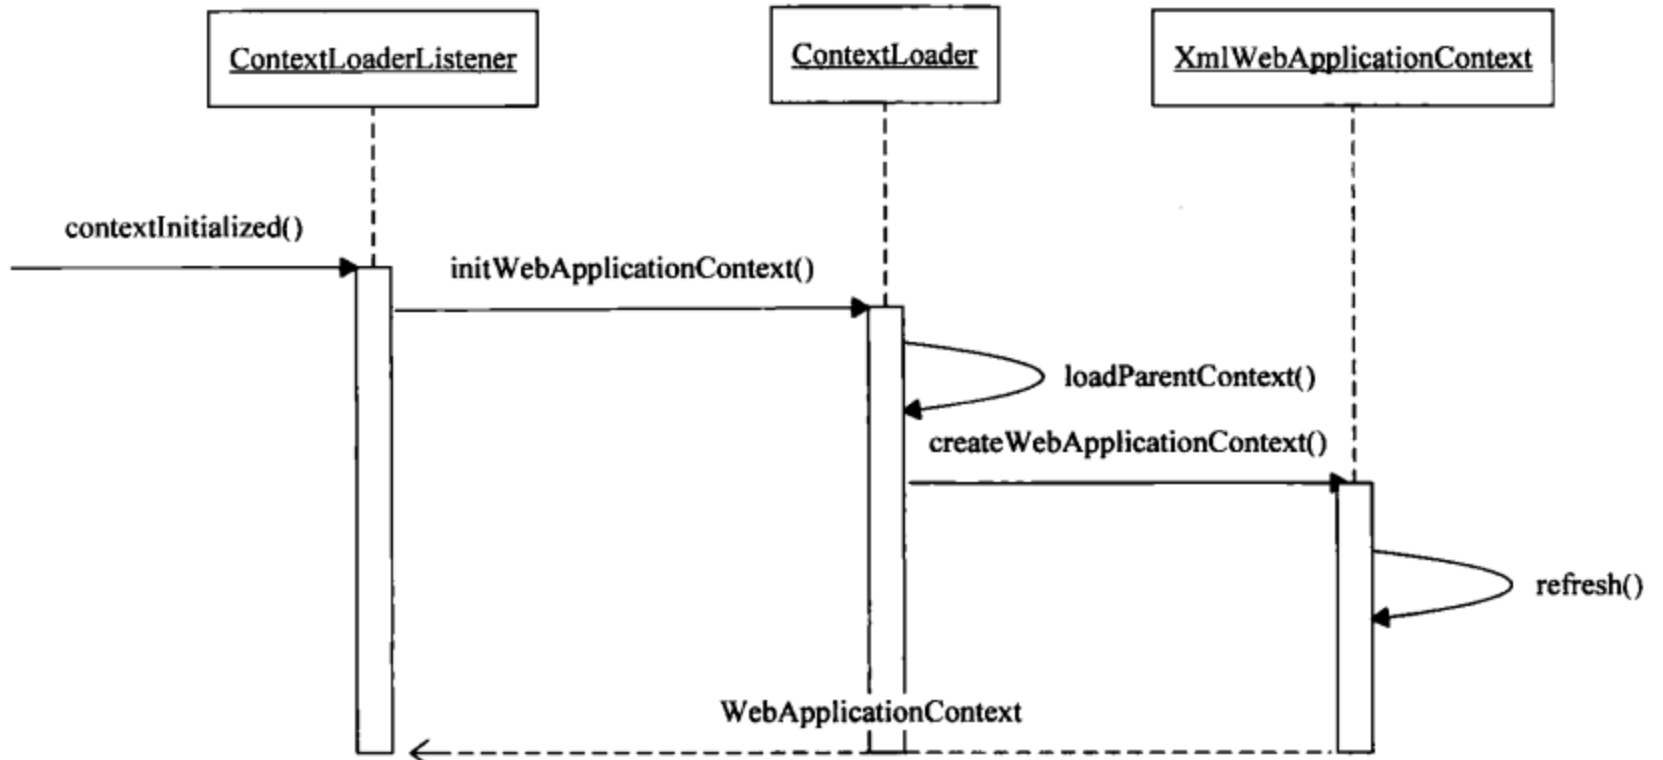 ContextLoaderListener
ContextLoader
XmlWebApplicationContext
contextInitialized()
initWebApplicationContext()
loadParentContext()
createWebApplicationContext()
refresh()
WebApplicationContext